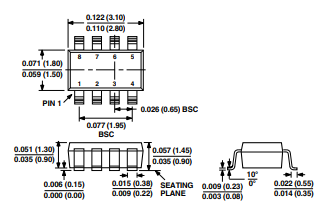 0.122 (3.10)
0.110 (2.80)
8 7 6 5
0.071 (1.80)
0.059 (1.50)
1 2 3 4
PIN 1
0.026 (0.65) BSC
0.077 (1.95)
BSC
0.051 (1.30)
0.035 (0.90)
0.057 (1.45)
0.035 (0.90)
0.006 (0.15)
0.000 (0.00)
0.015 (0.38)
0.009 (0.22)
SEATING
PLANE
0.009 (0.23)
0.003 (0.08)
10°
0°
0.022 (0.55)
0.014 (0.35)